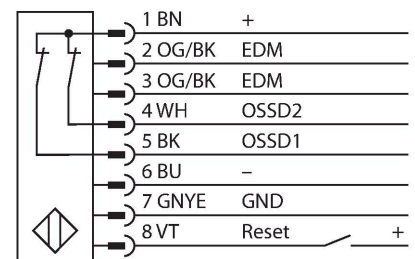 1 BN +
2 OG/BK EDM
3 OG/BK EDM
4 WH OSSD2
5 BK OSSD1
6 BU –
7 GNYE GND
8 VT Reset +